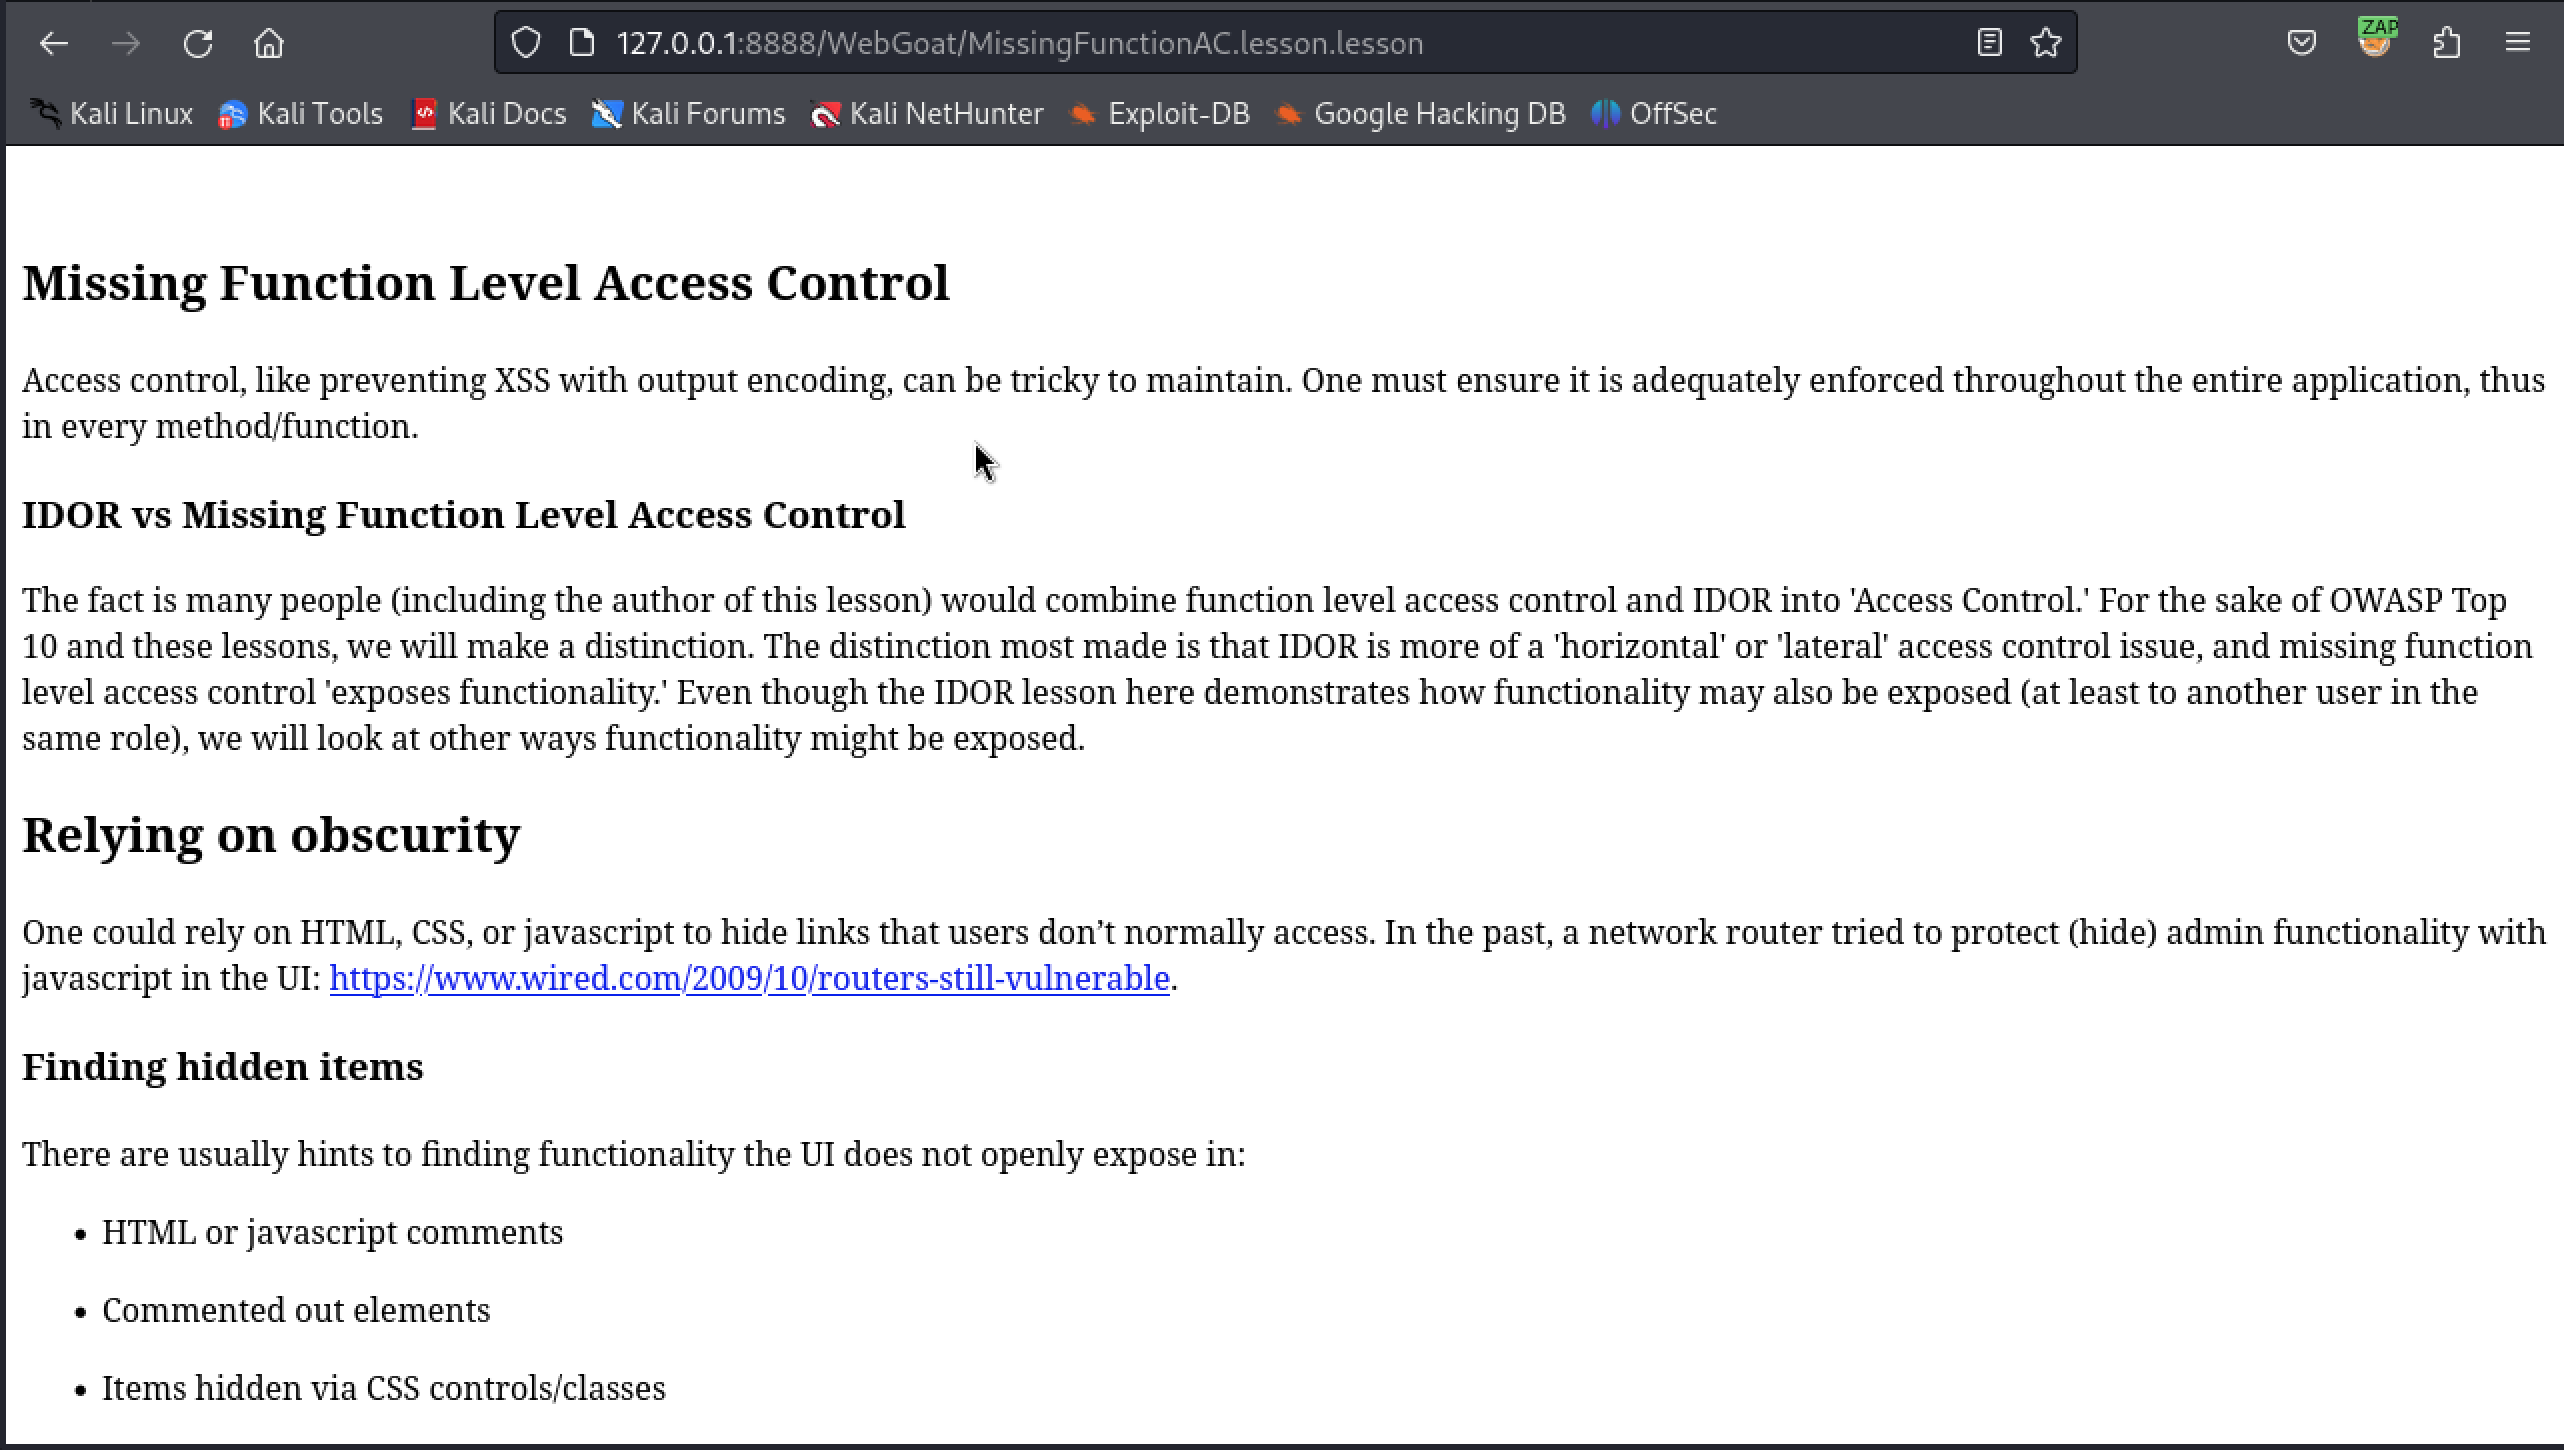 127.0.0.1:8888/WebGoat/MissingFunctionAC.lesson.lesson
ZAP
Kali Linux Kali Tools Kali Docs Kali Forums Kali NetHunter Exploit-DB Google Hacking DB OffSec
Missing Function Level Access Control
Access control, like preventing XSS with output encoding, can be tricky to maintain. One must ensure it is adequately enforced throughout the entire application, thus
in every method/function.
IDOR vs Missing Function Level Access Control
The fact is many people (including the author of this lesson) would combine function level access control and IDOR into 'Access Control.' For the sake of OWASP Top
10 and these lessons, we will make a distinction. The distinction most made is that IDOR is more of a 'horizontal' or 'lateral' access control issue, and missing function
level access control 'exposes functionality.' Even though the IDOR lesson here demonstrates how functionality may also be exposed (at least to another user in the
same role), we will look at other ways functionality might be exposed.
Relying on obscurity
One could rely on HTML, CSS, or javascript to hide links that users don’t normally access. In the past, a network router tried to protect (hide) admin functionality with
javascript in the UI: https://www.wired.com/2009/10/routers-still-vulnerable.
Finding hidden items
There are usually hints to finding functionality the UI does not openly expose in:
• HTML or javascript comments
• Commented out elements
• Items hidden via CSS controls/classes